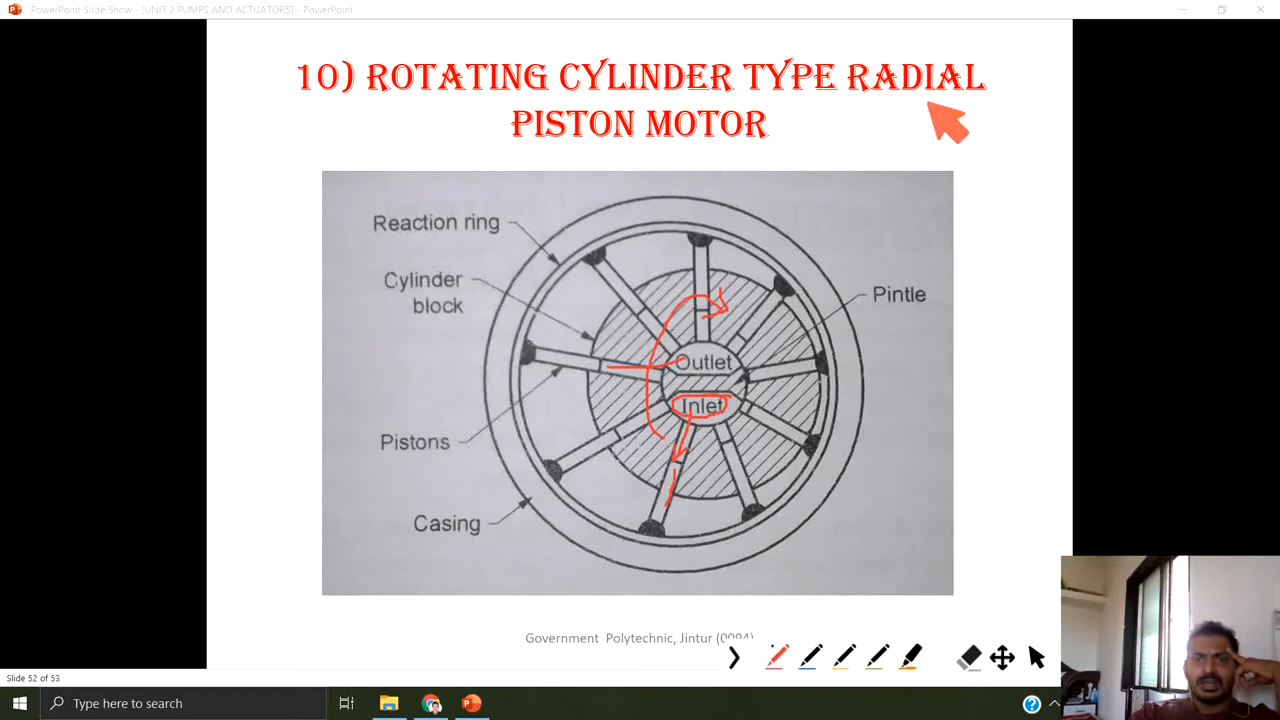 PowerPoint Slide Show - [UNIT 2 PUMPS AND ACTUATORS] - PowerPoint
10) ROTATING CYLINDER TYPE RADIAL
PISTON MOTOR
Reaction ring
Cylinder
block
Pintle
Outlet
Inlet
Pistons
Casing
Government Polytechnic, Jintur (0094)
Slide 52 of 53
Type here to search